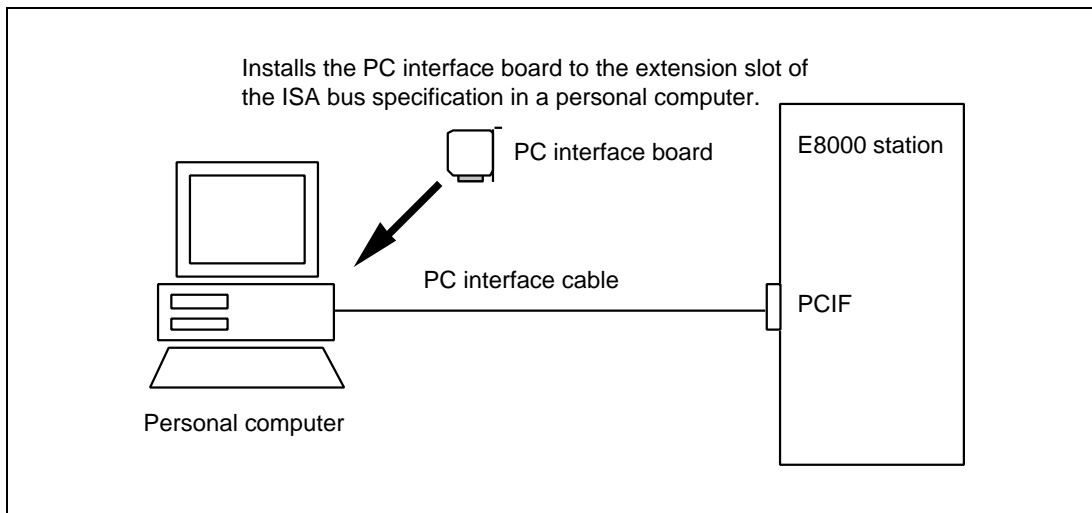 Installs the PC interface board to the extension slot of
the ISA bus specification in a personal computer.
PC interface board
E8000 station
PC interface cable
PCIF
Personal computer